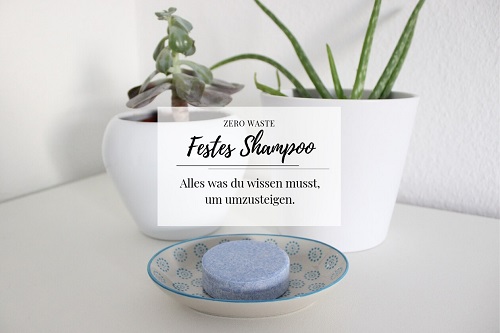 ZERO WASTE
Festes Shampoo
Alles was du wissen musst,
um umzusteigen.